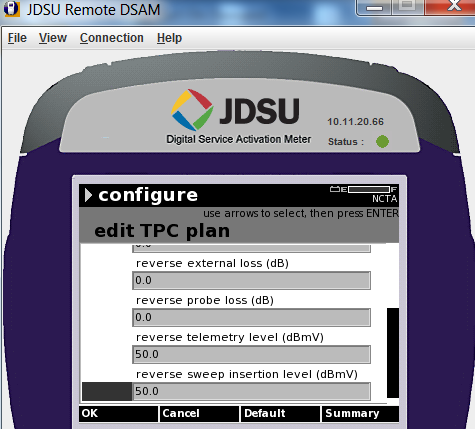 JDSU Remote DSAM
File View Connection Help
JDSU
Digital Service Activation Meter
10.11.20.66
Status :
configure
E F
NCTA
use arrows to select, then press ENTER
edit TPC plan
0.0
reverse external loss (dB)
0.0
reverse probe loss (dB)
0.0
reverse telemetry level (dBmV)
50.0
reverse sweep insertion level (dBmV)
50.0
OK Cancel Default Summary